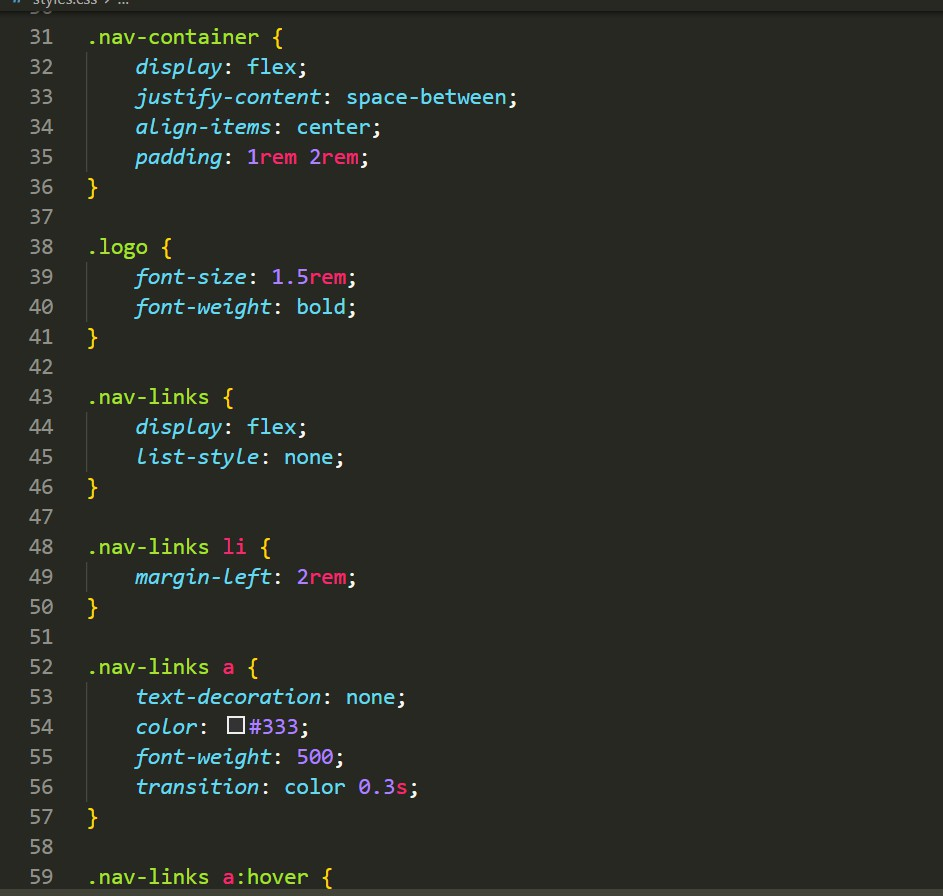 styles.css > ...
30
31 .nav-container {
32 display: flex;
33 justify-content: space-between;
34 align-items: center;
35 padding: 1rem 2rem;
36 }
37
38 .logo {
39 font-size: 1.5rem;
40 font-weight: bold;
41 }
42
43 .nav-links {
44 display: flex;
45 list-style: none;
46 }
47
48 .nav-links li {
49 margin-left: 2rem;
50 }
51
52 .nav-links a {
53 text-decoration: none;
54 color: #333;
55 font-weight: 500;
56 transition: color 0.3s;
57 }
58
59 .nav-links a:hover {